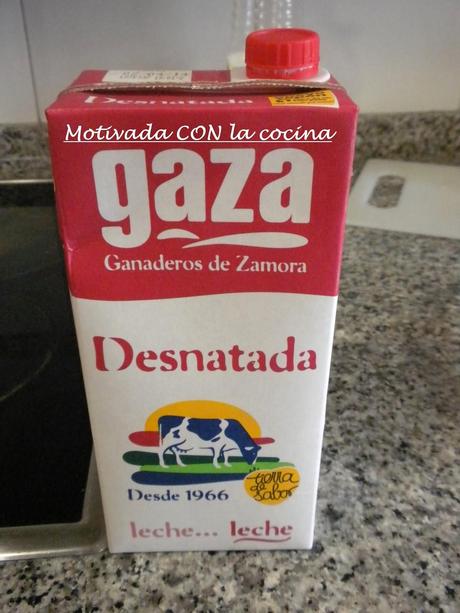 Desnatada
Motivada CON la cocina
gaza
Ganaderos de Zamora
Desnatada
Desde 1966
tierra
de
sabor
leche... leche